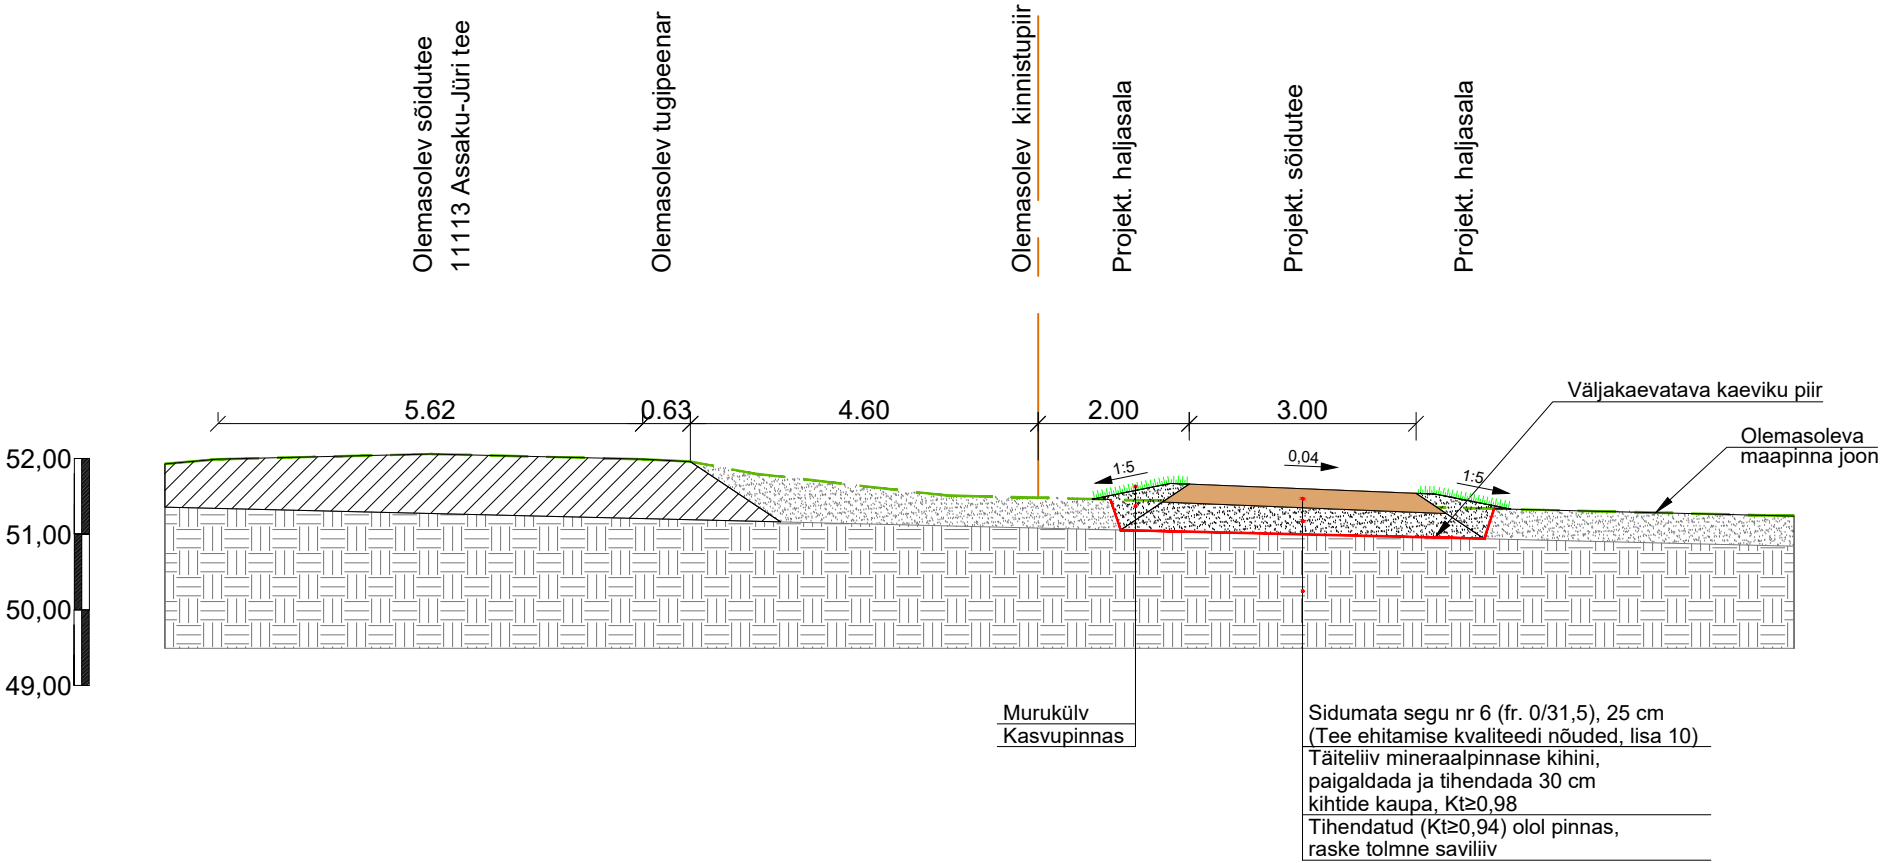 Olemasolev sõidutee
11113 Assaku-Jüri tee
Olemasolev tugipeenar
Olemasolev kinnistupiir
Projekt. haljasala
Projekt. sõidutee
Projekt. haljasala
5.62
0.63
4.60
2.00
3.00
Väljakaevatava kaeviku piir
Olemasoleva
maapinna joon
52,00
51,00
50,00
49,00
1:5
0,04
1:5
Murukülv
Kasvupinnas
Sidumata segu nr 6 (fr. 0/31,5), 25 cm
(Tee ehitamise kvaliteedi nõuded, lisa 10)
Täiteliiv mineraalpinnase kihini,
paigaldada ja tihendada 30 cm
kihtide kaupa, Kt≥0,98
Tihendatud (Kt≥0,94) olol pinnas,
raske tolmne saviliiv